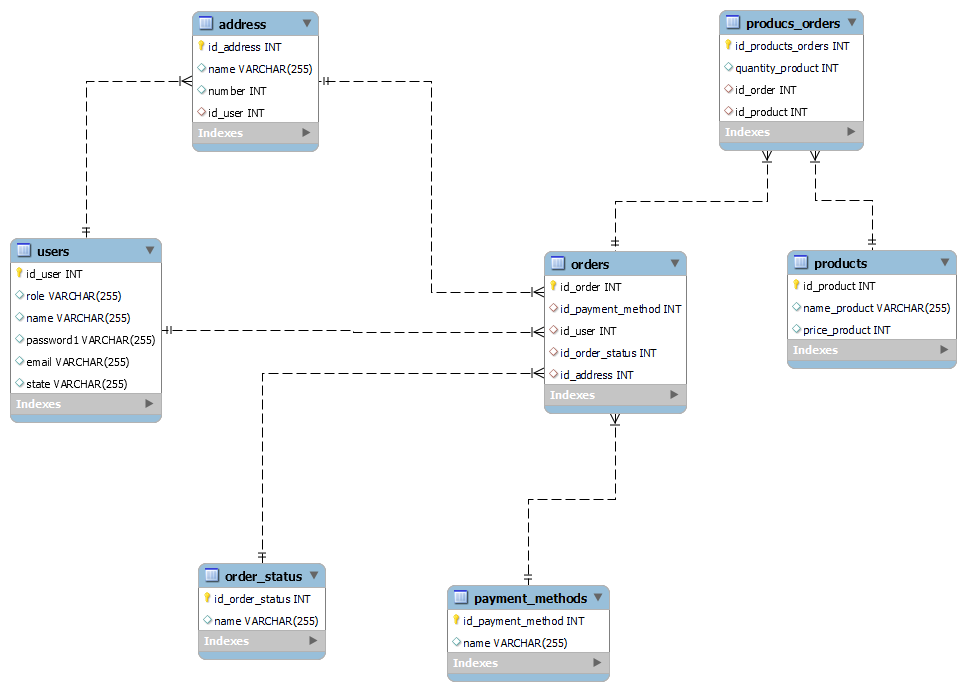 address
id_address INT
name VARCHAR(255)
number INT
id_user INT
Indexes
producs_orders
id_products_orders INT
quantity_product INT
id_order INT
id_product INT
Indexes
users
id_user INT
role VARCHAR(255)
name VARCHAR(255)
password1 VARCHAR(255)
email VARCHAR(255)
state VARCHAR(255)
Indexes
orders
id_order INT
id_payment_method INT
id_user INT
id_order_status INT
id_address INT
Indexes
products
id_product INT
name_product VARCHAR(255)
price_product INT
Indexes
order_status
id_order_status INT
name VARCHAR(255)
Indexes
payment_methods
id_payment_method INT
name VARCHAR(255)
Indexes